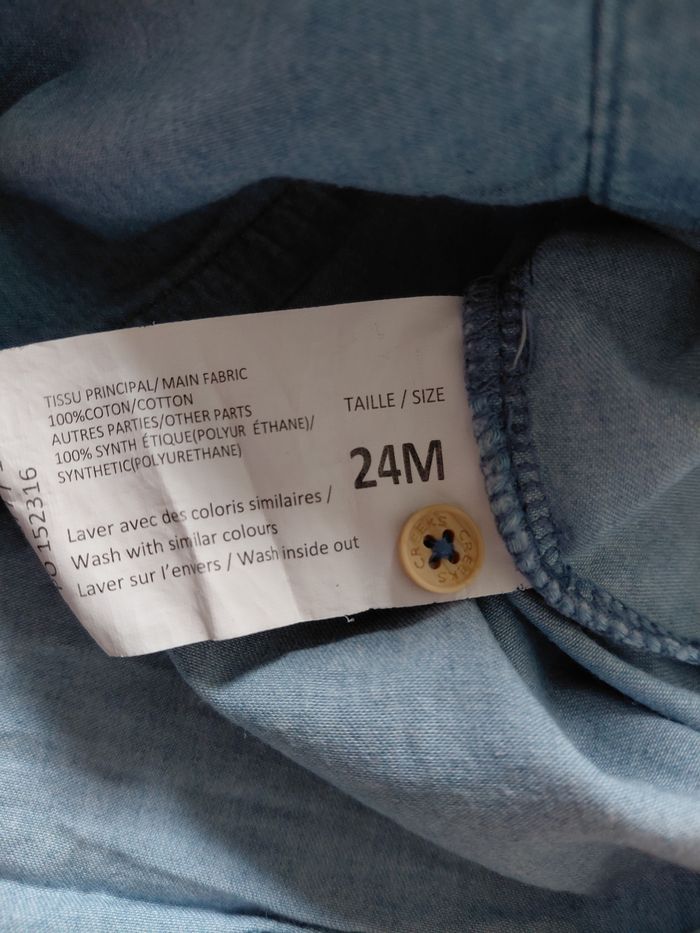 TISSU PRINCIPAL/ MAIN FABRIC
100%COTON/COTTON
AUTRES PARTIES/OTHER PARTS
100% SYNTH ÉTIQUE(POLYUR ÉTHANE)/
SYNTHETIC(POLYURETHANE)
TAILLE / SIZE
24M
Laver avec des coloris similaires /
Wash with similar colours
Laver sur l'envers / Wash inside out
152316
CREEKS CREEKS